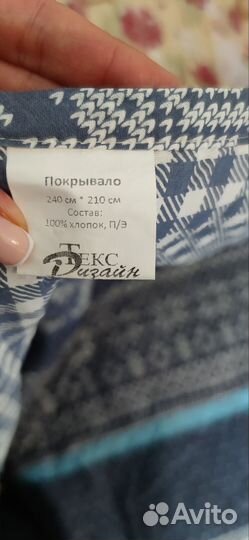 Покрывало
240 см * 210 см
Состав:
100% хлопок, П/Э
ТЕКС
Дизайн
Avito